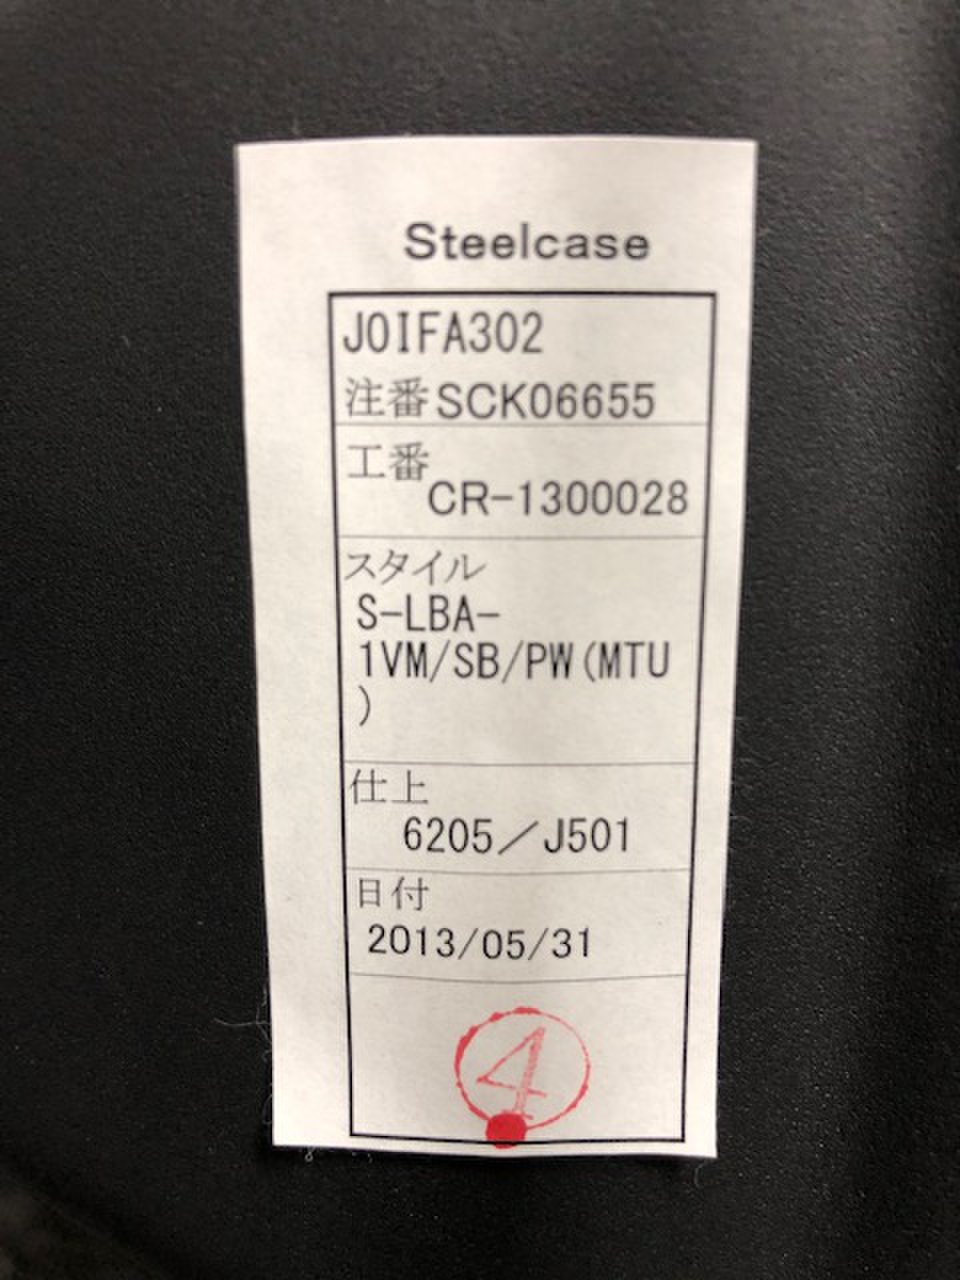 Steelcase
JOIFA302
注番SCK06655
工番
CR-1300028
スタイル
S-LBA-
1VM/SB/PW(MTU
)
仕上
6205／J501
日付
2013/05/31
4